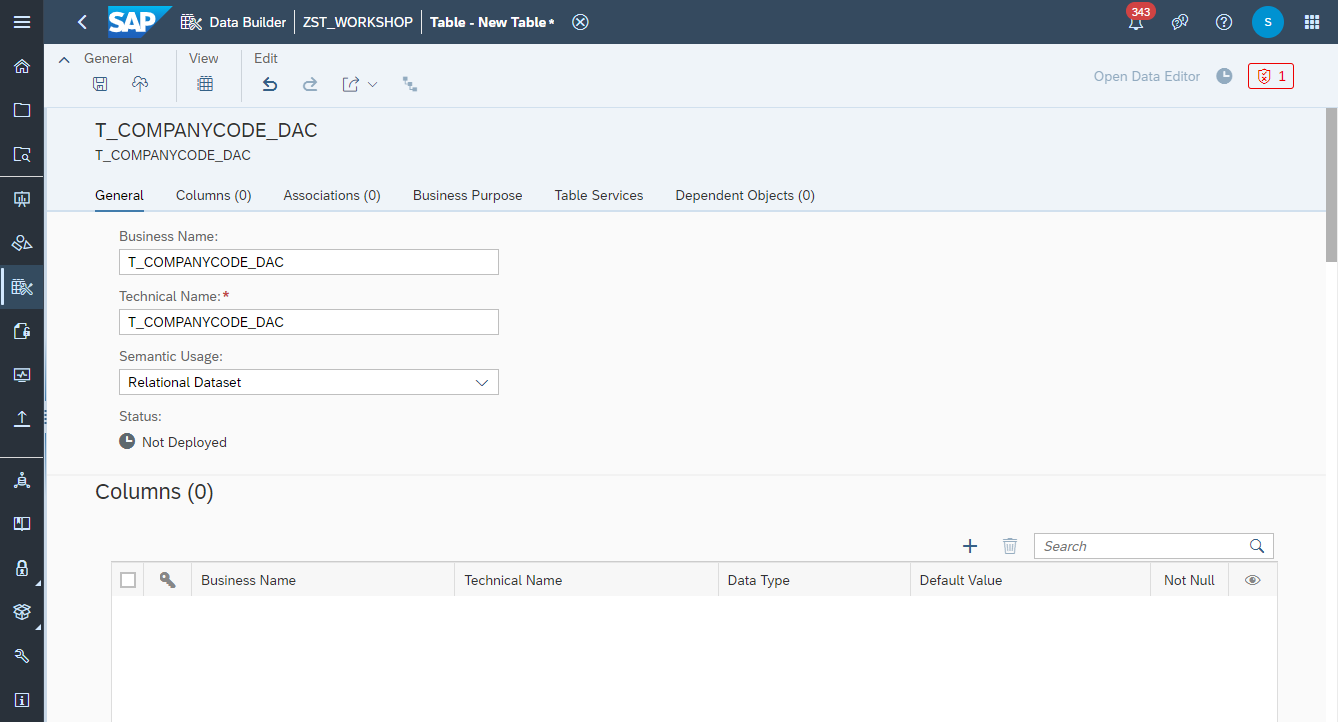 SAP Data Builder ZST_WORKSHOP Table - New Table*
343
S
General View Edit
Open Data Editor 1
T_COMPANYCODE_DAC
T_COMPANYCODE_DAC
General Columns (0) Associations (0) Business Purpose Table Services Dependent Objects (0)
Business Name:
T_COMPANYCODE_DAC
Technical Name:*
T_COMPANYCODE_DAC
Semantic Usage:
Relational Dataset
Status:
Not Deployed
Columns (0)
Search
Business Name Technical Name Data Type Default Value Not Null